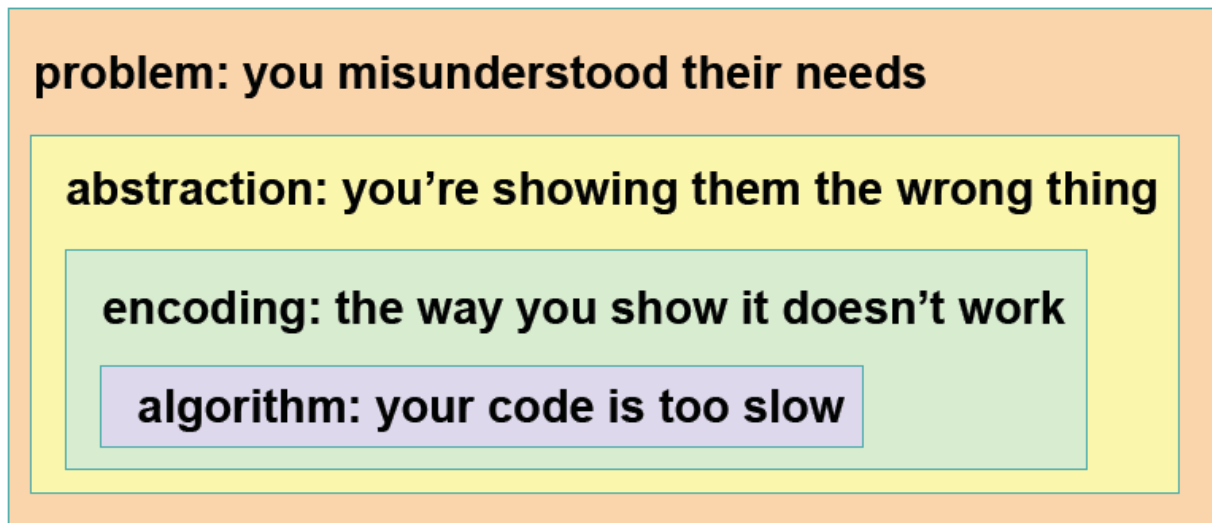 problem: you misunderstood their needs
abstraction: you’re showing them the wrong thing
encoding: the way you show it doesn’t work
algorithm: your code is too slow